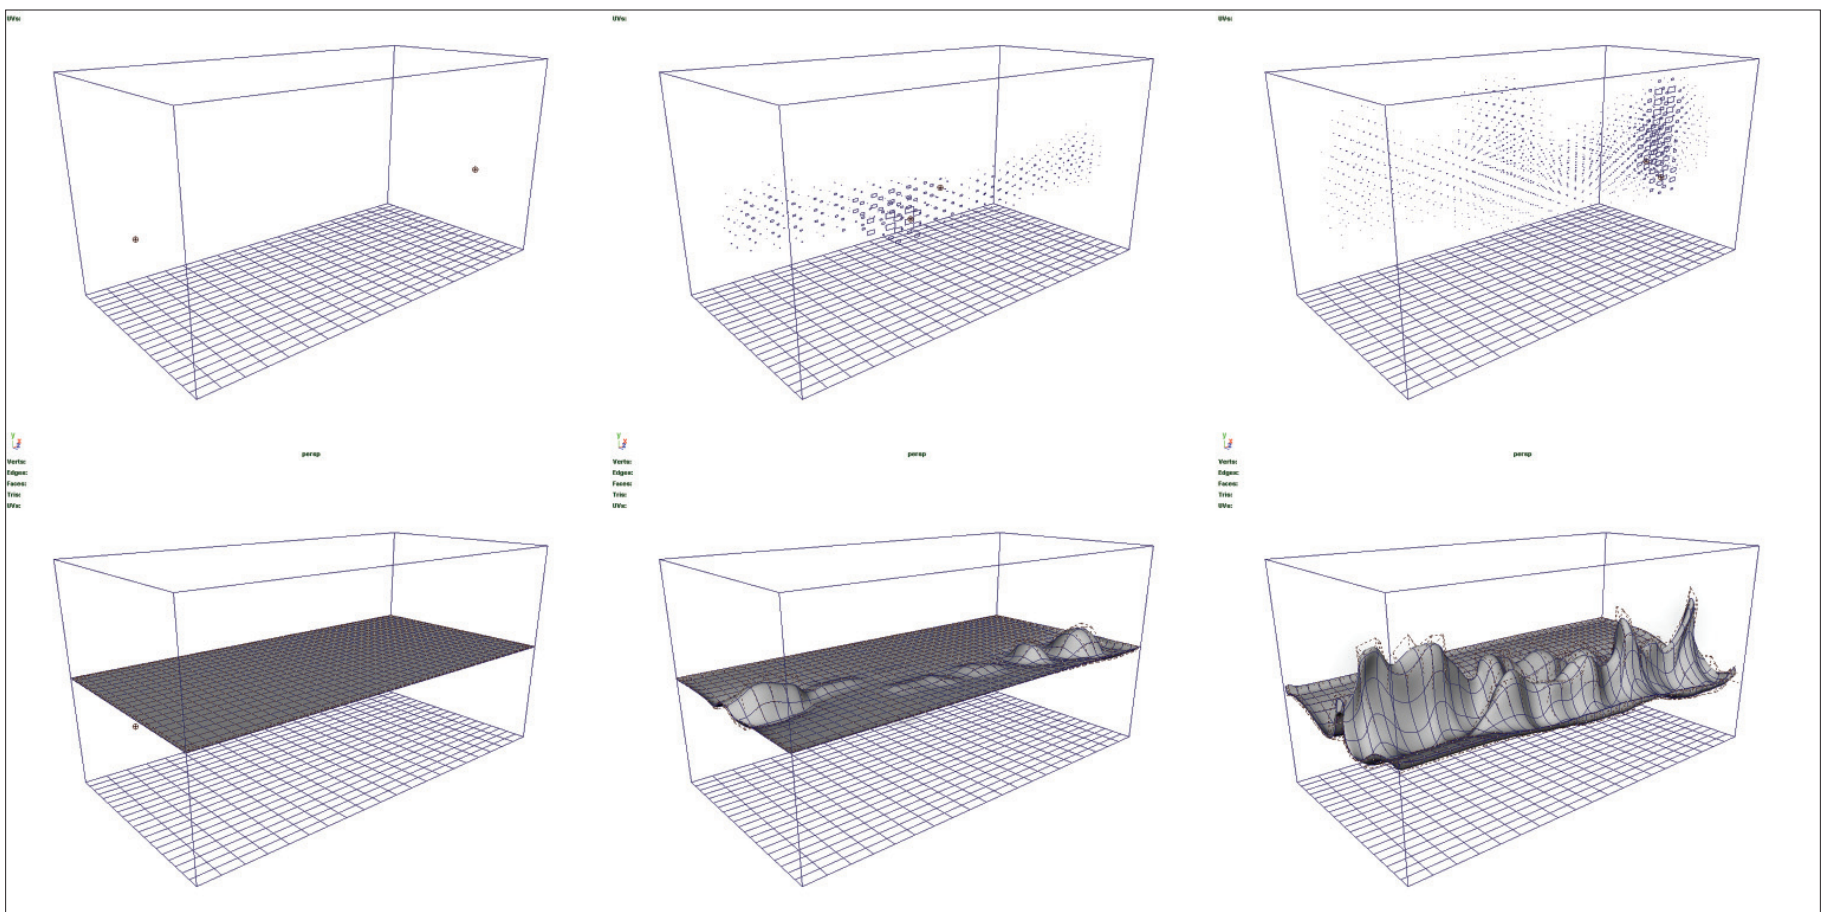 UVs:
UVs:
UVs:
y
persp
Verts:
Edges:
Faces:
Tris:
UVs:
y
persp
Verts:
Edges:
Faces:
Tris:
UVs:
y
persp
Verts:
Edges:
Faces:
Tris:
UVs: